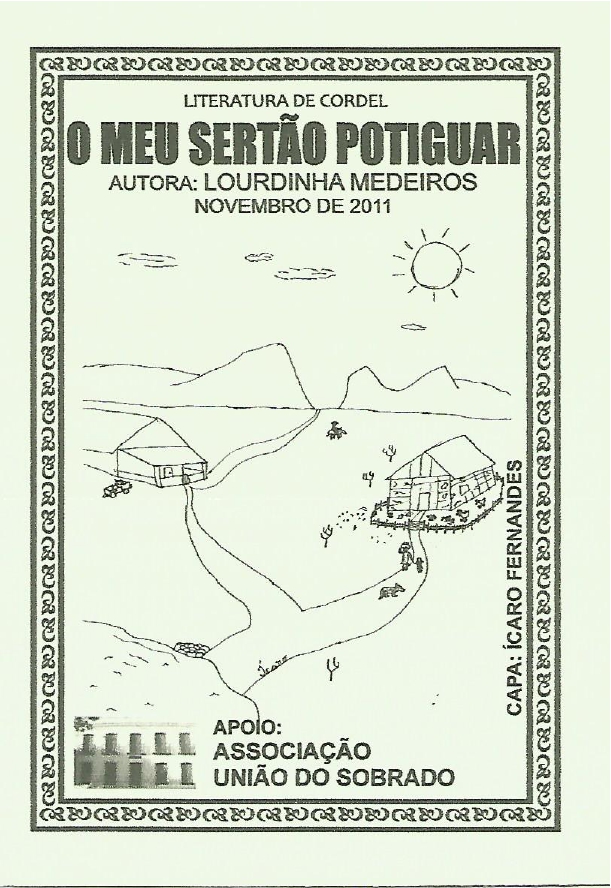 LITERATURA DE CORDEL
O MEU SERTÃO POTIGUAR
AUTORA: LOURDINHA MEDEIROS
NOVEMBRO DE 2011
CAPA: ÍCARO FERNANDES
Ícaro
APOIO:
ASSOCIAÇÃO
UNIÃO DO SOBRADO